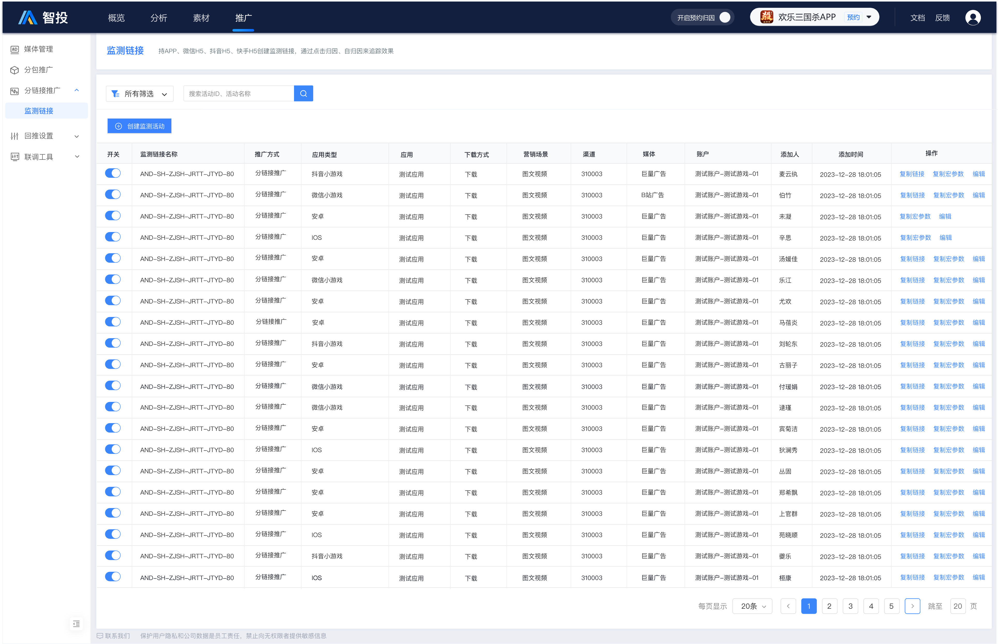 智投 概览 分析 素材 推广 开启预约归因 欢乐三国杀APP 预约 文档 反馈
媒体管理
分包推广
分链接推广
监测链接
回推设置
联调工具
监测链接 持APP、微信H5、抖音H5、快手H5创建监测链接，通过点击归因、自归因来追踪效果
所有筛选 搜索活动ID、活动名称
创建监测活动
开关 监测链接名称 推广方式 应用类型 应用 下载方式 营销场景 渠道 媒体 账户 添加人 添加时间 操作
AND-SH-ZJSH-JRTT-JTYD-80 分链接推广 抖音小游戏 测试应用 下载 图文视频 310003 巨量广告 测试账户-测试游戏-01 麦云纨 2023-12-28 18:01:05 复制链接 复制宏参数 编辑
AND-SH-ZJSH-JRTT-JTYD-80 分链接推广 微信小游戏 测试应用 下载 图文视频 310003 B站广告 测试账户-测试游戏-01 伯竹 2023-12-28 18:01:05 复制链接 复制宏参数 编辑
AND-SH-ZJSH-JRTT-JTYD-80 分链接推广 安卓 测试应用 下载 图文视频 310003 巨量广告 测试账户-测试游戏-01 未凝 2023-12-28 18:01:05 复制宏参数 编辑
AND-SH-ZJSH-JRTT-JTYD-80 分链接推广 IOS 测试应用 下载 图文视频 310003 巨量广告 测试账户-测试游戏-01 辛思 2023-12-28 18:01:05 复制宏参数 编辑
AND-SH-ZJSH-JRTT-JTYD-80 分链接推广 安卓 测试应用 下载 图文视频 310003 巨量广告 测试账户-测试游戏-01 汤媛佳 2023-12-28 18:01:05 复制链接 复制宏参数 编辑
AND-SH-ZJSH-JRTT-JTYD-80 分链接推广 微信小游戏 测试应用 下载 图文视频 310003 巨量广告 测试账户-测试游戏-01 乐江 2023-12-28 18:01:05 复制链接 复制宏参数 编辑
AND-SH-ZJSH-JRTT-JTYD-80 分链接推广 安卓 测试应用 下载 图文视频 310003 巨量广告 测试账户-测试游戏-01 尤欢 2023-12-28 18:01:05 复制链接 复制宏参数 编辑
AND-SH-ZJSH-JRTT-JTYD-80 分链接推广 安卓 测试应用 下载 图文视频 310003 巨量广告 测试账户-测试游戏-01 马蓓炎 2023-12-28 18:01:05 复制链接 复制宏参数 编辑
AND-SH-ZJSH-JRTT-JTYD-80 分链接推广 抖音小游戏 测试应用 下载 图文视频 310003 巨量广告 测试账户-测试游戏-01 刘轮东 2023-12-28 18:01:05 复制链接 复制宏参数 编辑
AND-SH-ZJSH-JRTT-JTYD-80 分链接推广 安卓 测试应用 下载 图文视频 310003 巨量广告 测试账户-测试游戏-01 古丽子 2023-12-28 18:01:05 复制链接 复制宏参数 编辑
AND-SH-ZJSH-JRTT-JTYD-80 分链接推广 微信小游戏 测试应用 下载 图文视频 310003 巨量广告 测试账户-测试游戏-01 付瑗娟 2023-12-28 18:01:05 复制链接 复制宏参数 编辑
AND-SH-ZJSH-JRTT-JTYD-80 分链接推广 微信小游戏 测试应用 下载 图文视频 310003 巨量广告 测试账户-测试游戏-01 逯瑾 2023-12-28 18:01:05 复制链接 复制宏参数 编辑
AND-SH-ZJSH-JRTT-JTYD-80 分链接推广 安卓 测试应用 下载 图文视频 310003 巨量广告 测试账户-测试游戏-01 宾菊洁 2023-12-28 18:01:05 复制链接 复制宏参数 编辑
AND-SH-ZJSH-JRTT-JTYD-80 分链接推广 IOS 测试应用 下载 图文视频 310003 巨量广告 测试账户-测试游戏-01 狄澜秀 2023-12-28 18:01:05 复制链接 复制宏参数 编辑
AND-SH-ZJSH-JRTT-JTYD-80 分链接推广 安卓 测试应用 下载 图文视频 310003 巨量广告 测试账户-测试游戏-01 丛固 2023-12-28 18:01:05 复制链接 复制宏参数 编辑
AND-SH-ZJSH-JRTT-JTYD-80 分链接推广 安卓 测试应用 下载 图文视频 310003 巨量广告 测试账户-测试游戏-01 郑希飘 2023-12-28 18:01:05 复制链接 复制宏参数 编辑
AND-SH-ZJSH-JRTT-JTYD-80 分链接推广 安卓 测试应用 下载 图文视频 310003 巨量广告 测试账户-测试游戏-01 上官群 2023-12-28 18:01:05 复制链接 复制宏参数 编辑
AND-SH-ZJSH-JRTT-JTYD-80 分链接推广 IOS 测试应用 下载 图文视频 310003 巨量广告 测试账户-测试游戏-01 苑晓顺 2023-12-28 18:01:05 复制链接 复制宏参数 编辑
AND-SH-ZJSH-JRTT-JTYD-80 分链接推广 抖音小游戏 测试应用 下载 图文视频 310003 巨量广告 测试账户-测试游戏-01 夔乐 2023-12-28 18:01:05 复制链接 复制宏参数 编辑
AND-SH-ZJSH-JRTT-JTYD-80 分链接推广 IOS 测试应用 下载 图文视频 310003 巨量广告 测试账户-测试游戏-01 桓康 2023-12-28 18:01:05 复制链接 复制宏参数 编辑
每页显示 20条 1 2 3 4 5 跳至 20 页
联系我们 保护用户隐私和公司数据是员工责任，禁止向无权限者提供敏感信息